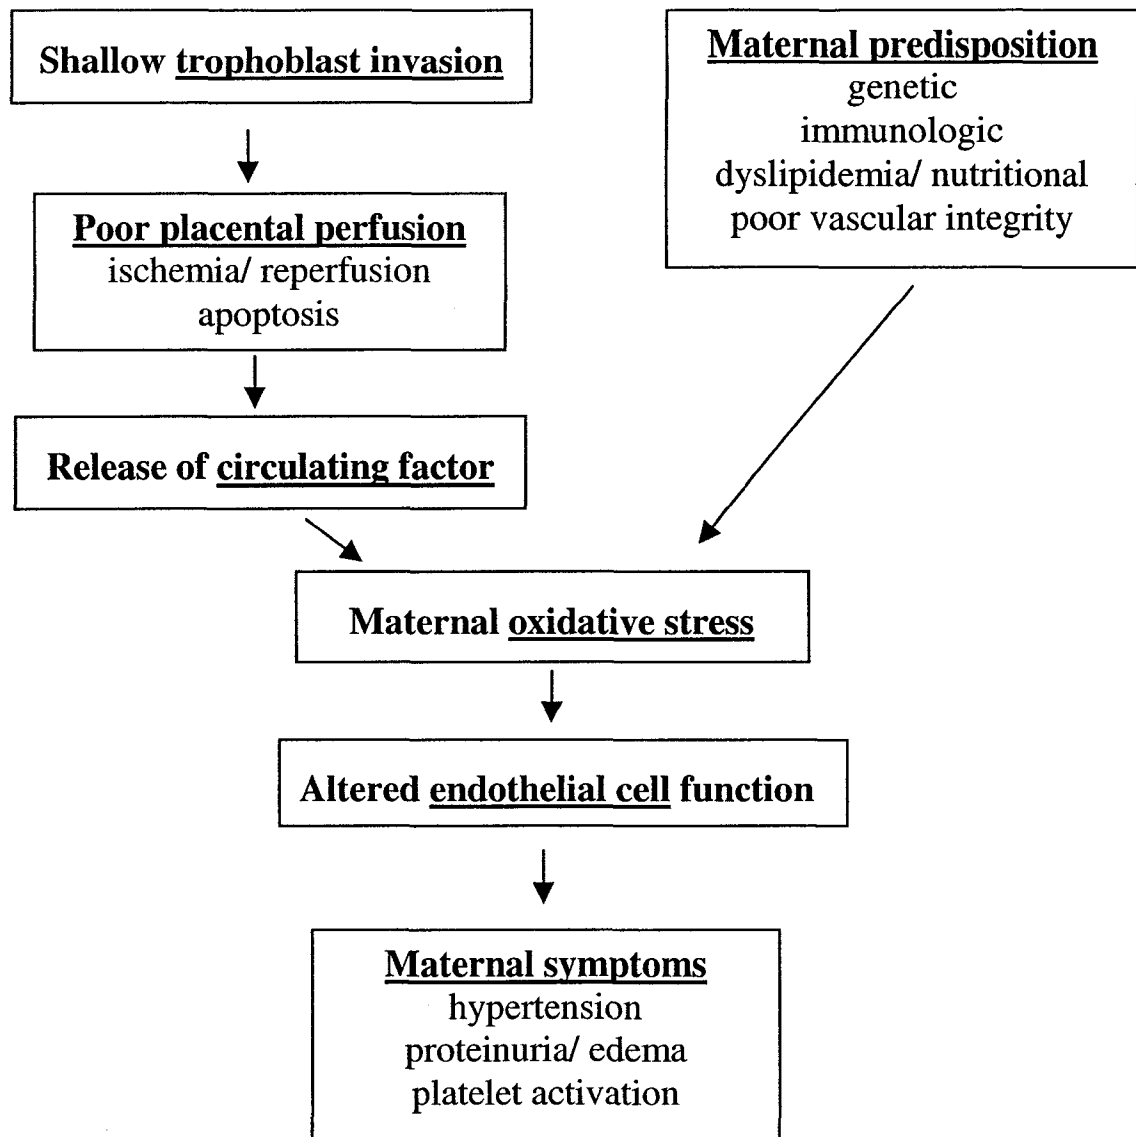 Shallow trophoblast invasion
Maternal predisposition
genetic
immunologic
dyslipidemia/ nutritional
poor vascular integrity
Poor placental perfusion
ischemia/ reperfusion
apoptosis
Release of circulating factor
Maternal oxidative stress
Altered endothelial cell function
Maternal symptoms
hypertension
proteinuria/ edema
platelet activation